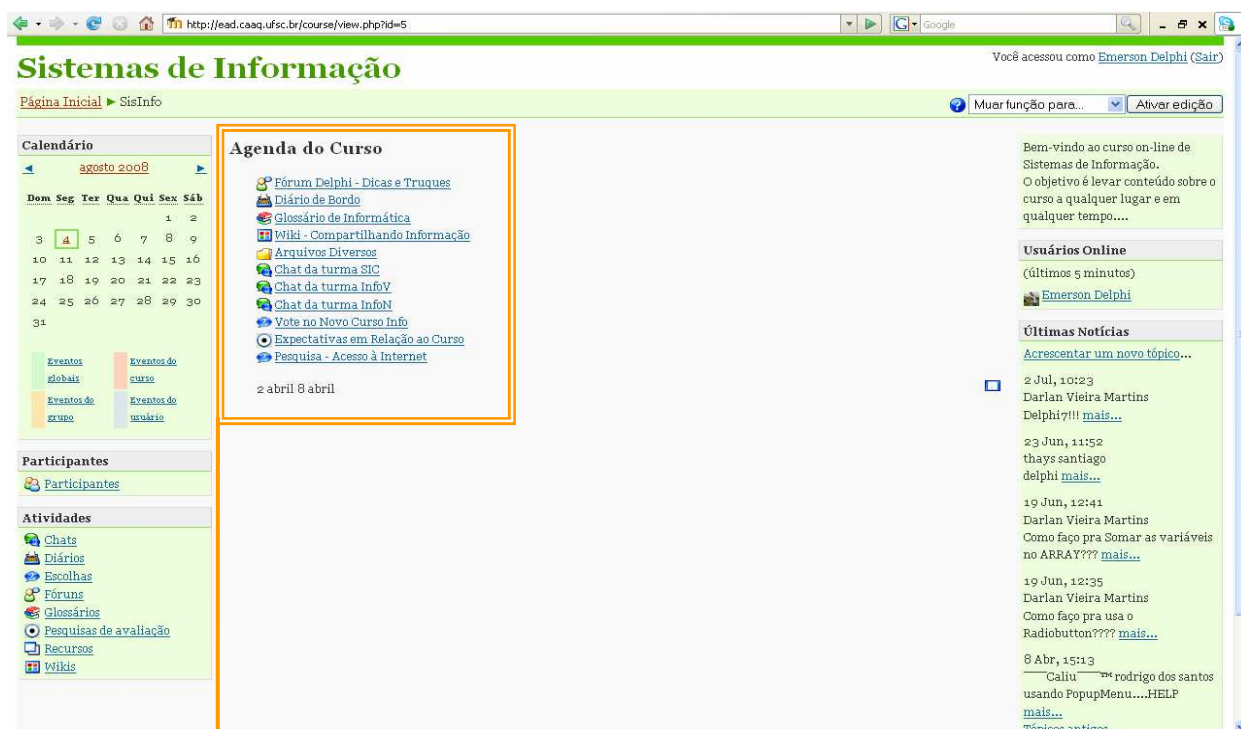 http://ead.caaq.ufsc.br/course/view.php?id=5
Google
Sistemas de Informação
Você acessou como Emerson Delphi (Sair)
Página Inicial ► SisInfo
Muar função para...
Ativar edição
Calendário
◄ agosto 2008 ►
Dom Seg Ter Qua Qui Sex Sáb
1 2
3 4 5 6 7 8 9
10 11 12 13 14 15 16
17 18 19 20 21 22 23
24 25 26 27 28 29 30
31
Eventos globais
Eventos do curso
Eventos do grupo
Eventos do usuário
Participantes
Participantes
Atividades
Chats
Diários
Escolhas
Fóruns
Glossários
Pesquisas de avaliação
Recursos
Wikis
Agenda do Curso
Fórum Delphi - Dicas e Truques
Diário de Bordo
Glossário de Informática
Wiki - Compartilhando Informação
Arquivos Diversos
Chat da turma SIC
Chat da turma InfoV
Chat da turma InfoN
Vote no Novo Curso Info
Expectativas em Relação ao Curso
Pesquisa - Acesso à Internet
2 abril 8 abril
Bem-vindo ao curso on-line de
Sistemas de Informação.
O objetivo é levar conteúdo sobre o
curso a qualquer lugar e em
qualquer tempo....
Usuários Online
(últimos 5 minutos)
Emerson Delphi
Últimas Notícias
Acrescentar um novo tópico...
2 Jul, 10:23
Darlan Vieira Martins
Delphi7!!! mais...
23 Jun, 11:52
thays santiago
delphi mais...
19 Jun, 12:41
Darlan Vieira Martins
Como faço pra Somar as variáveis
no ARRAY??? mais...
19 Jun, 12:35
Darlan Vieira Martins
Como faço pra usa o
Radiobutton???? mais...
8 Abr, 15:13
¯¯Caliu¯¯™ rodrigo dos santos
usando PopupMenu....HELP
mais...
Tópicos antigos